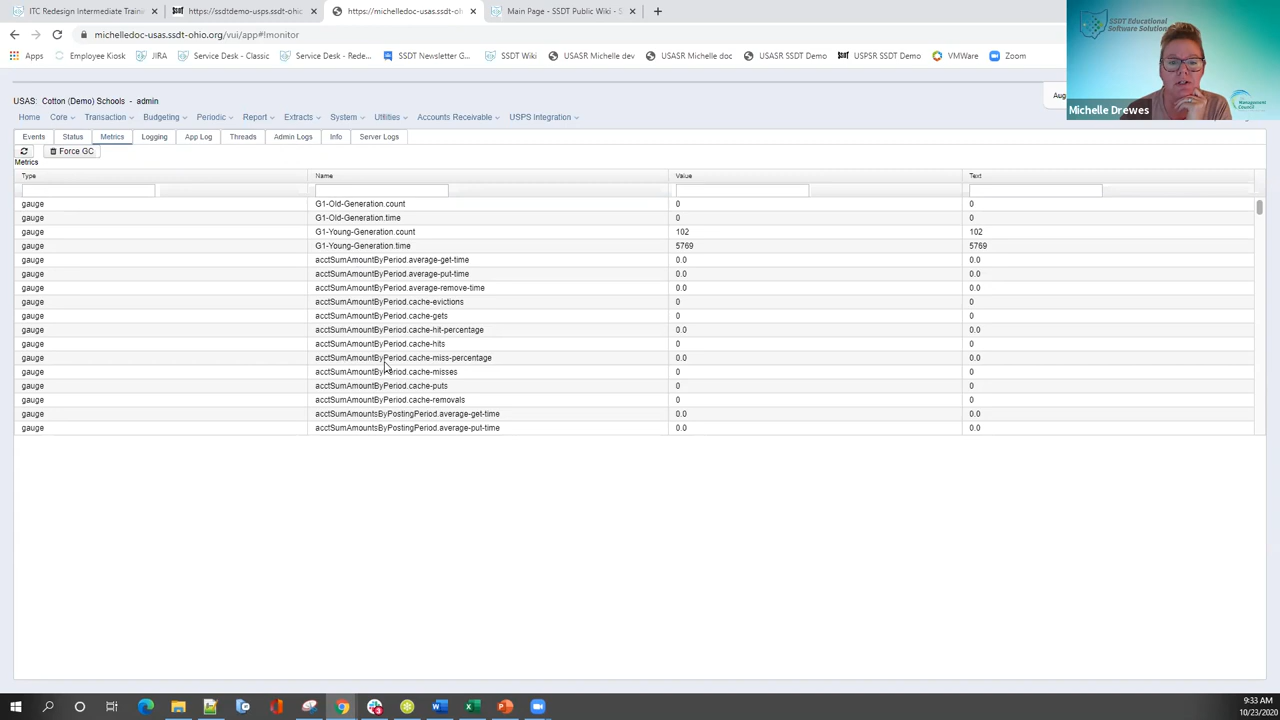 ITC Redesign Intermediate Traini
https://ssdtdemo-usps.ssdt-ohio
https://michelledoc-usas.ssdt-oh
Main Page - SSDT Public Wiki - S
michelledoc-usas.ssdt-ohio.org/vui/app#!monitor
Apps
Employee Kiosk
JIRA
Service Desk - Classic
Service Desk - Rede...
SSDT Newsletter G...
SSDT Wiki
USASR Michelle dev
USASR Michelle doc
USASR SSDT Demo
USPSR SSDT Demo
VMWare
Zoom
SSDT Educational
Software Solutions
Management
Council
Michelle Drewes
USAS: Cotton (Demo) Schools - admin
Aug
Home Core Transaction Budgeting Periodic Report Extracts System Utilities Accounts Receivable USPS Integration
Events Status Metrics Logging App Log Threads Admin Logs Info Server Logs
Force GC
Metrics
Type Name Value Text
gauge G1-Old-Generation.count 0 0
gauge G1-Old-Generation.time 0 0
gauge G1-Young-Generation.count 102 102
gauge G1-Young-Generation.time 5769 5769
gauge acctSumAmountByPeriod.average-get-time 0.0 0.0
gauge acctSumAmountByPeriod.average-put-time 0.0 0.0
gauge acctSumAmountByPeriod.average-remove-time 0.0 0.0
gauge acctSumAmountByPeriod.cache-evictions 0 0
gauge acctSumAmountByPeriod.cache-gets 0 0
gauge acctSumAmountByPeriod.cache-hit-percentage 0.0 0.0
gauge acctSumAmountByPeriod.cache-hits 0 0
gauge acctSumAmountByPeriod.cache-miss-percentage 0.0 0.0
gauge acctSumAmountByPeriod.cache-misses 0 0
gauge acctSumAmountByPeriod.cache-puts 0 0
gauge acctSumAmountByPeriod.cache-removals 0 0
gauge acctSumAmountsByPostingPeriod.average-get-time 0.0 0.0
gauge acctSumAmountsByPostingPeriod.average-put-time 0.0 0.0
9:33 AM
10/23/2020